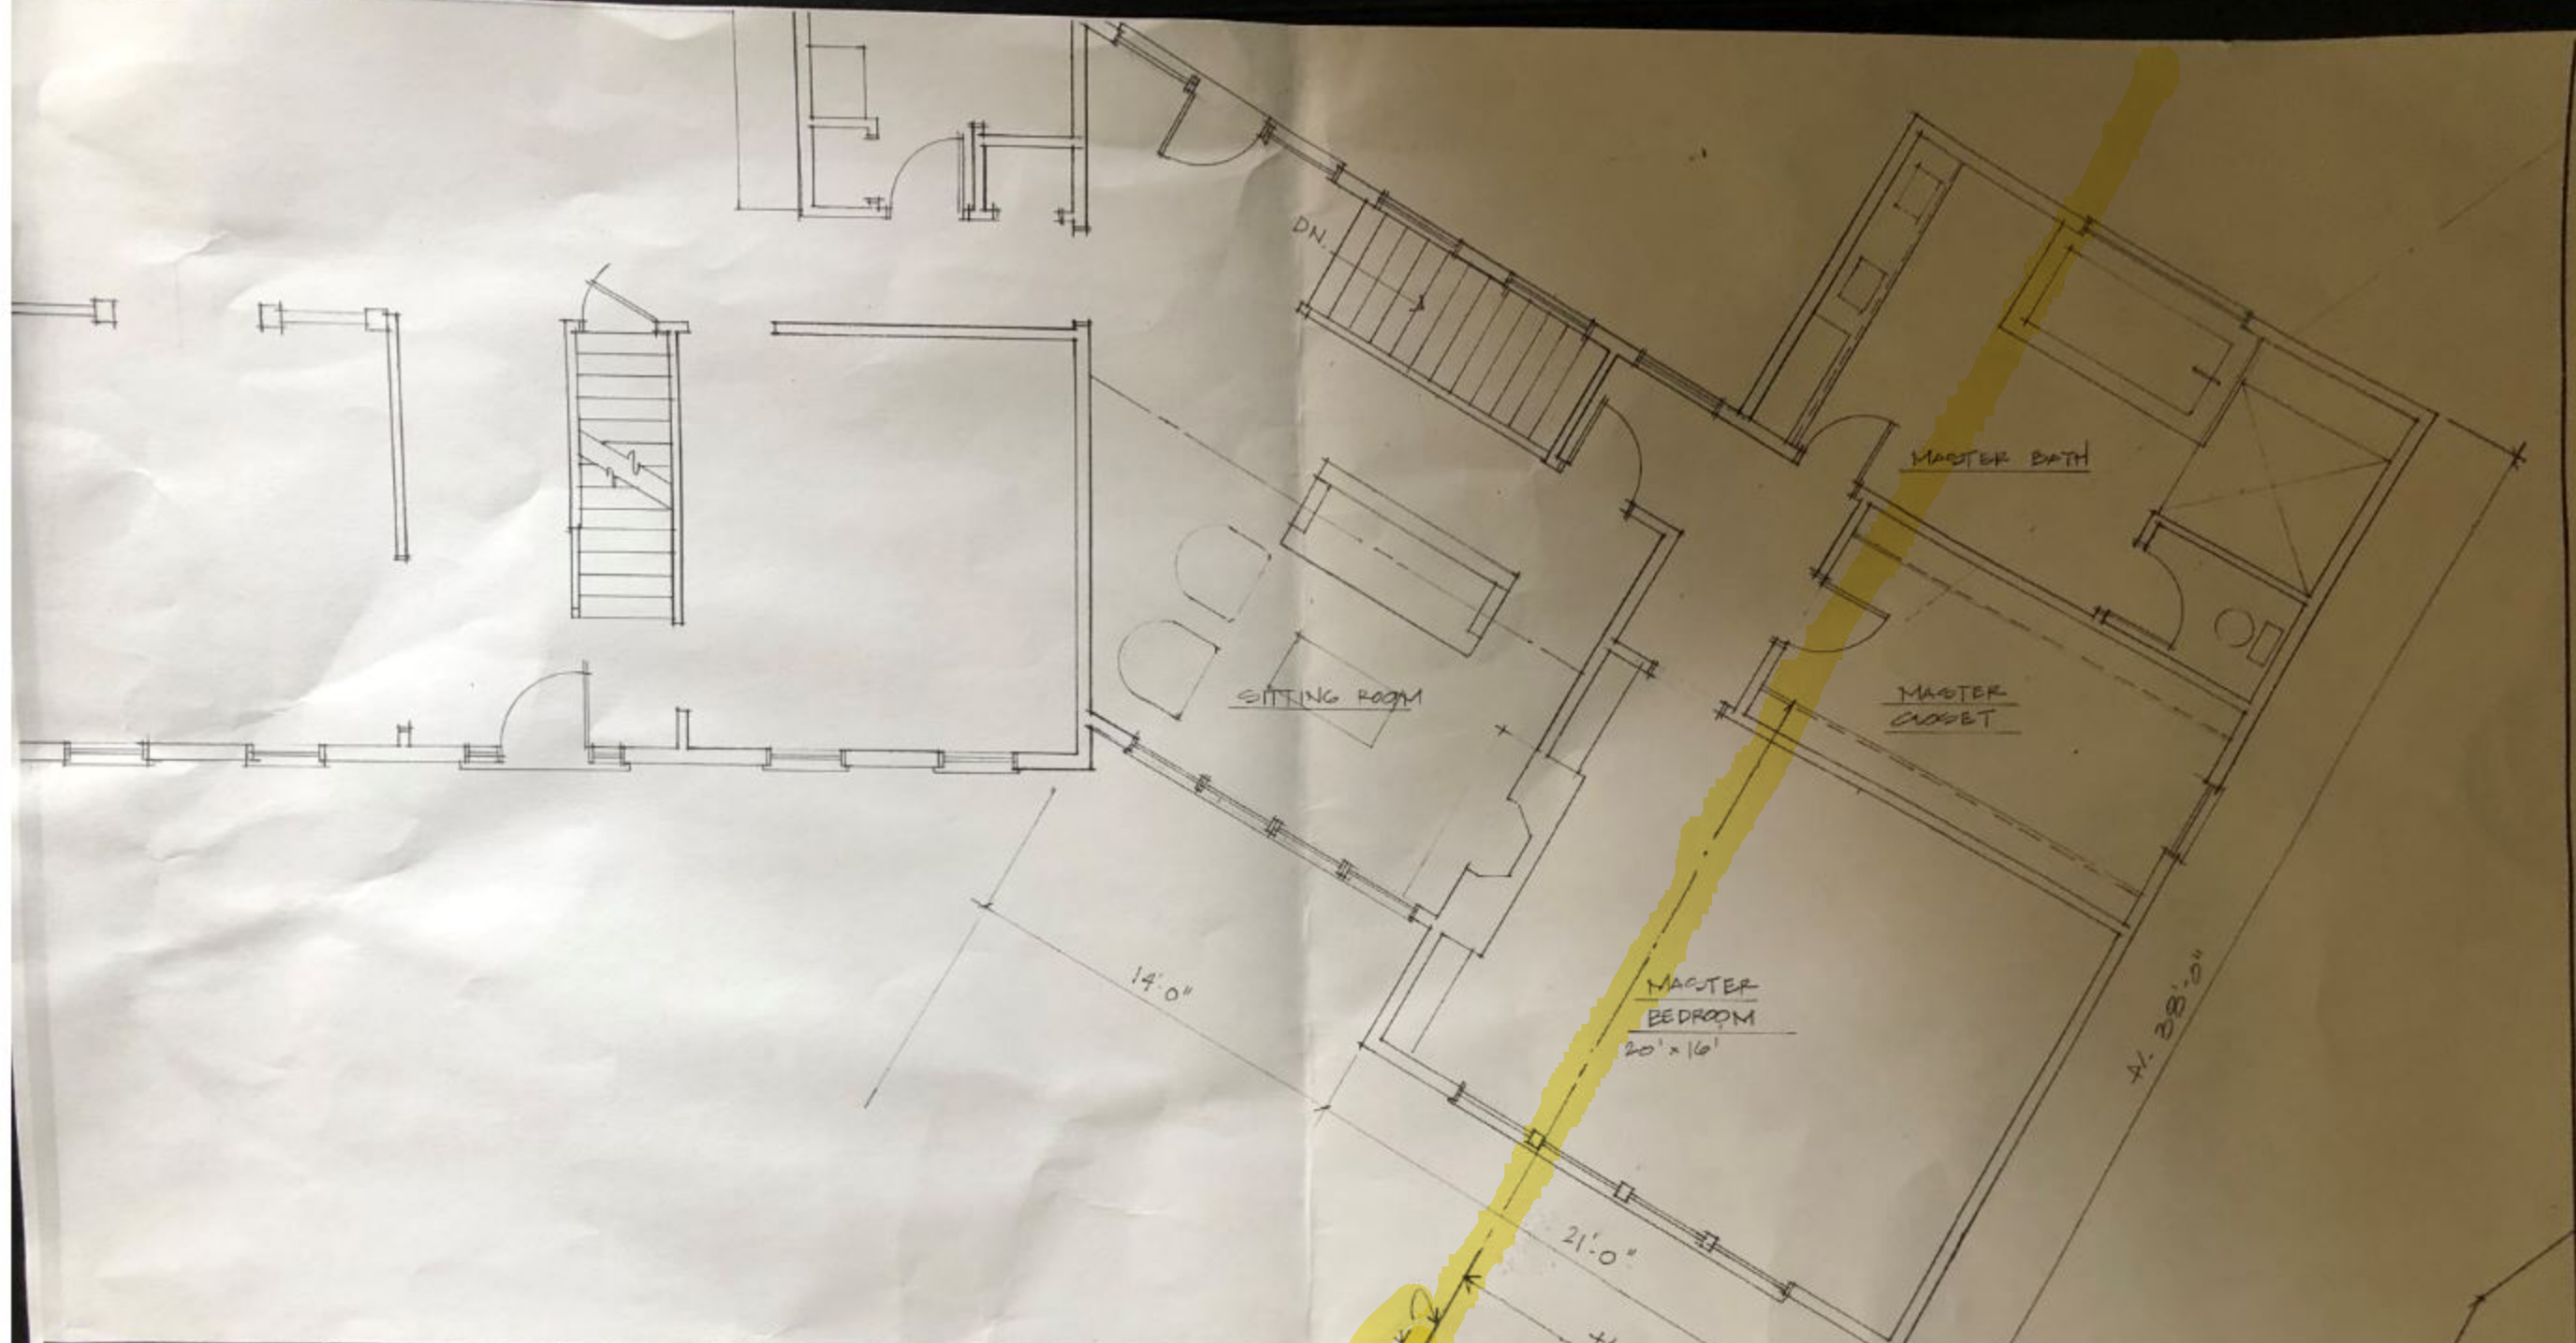 DN.
MASTER BATH
SITTING ROOM
MASTER
CLOSET
14'-0"
MASTER
BEDROOM
20' x 16'
+/- 38'-0"
21'-0"